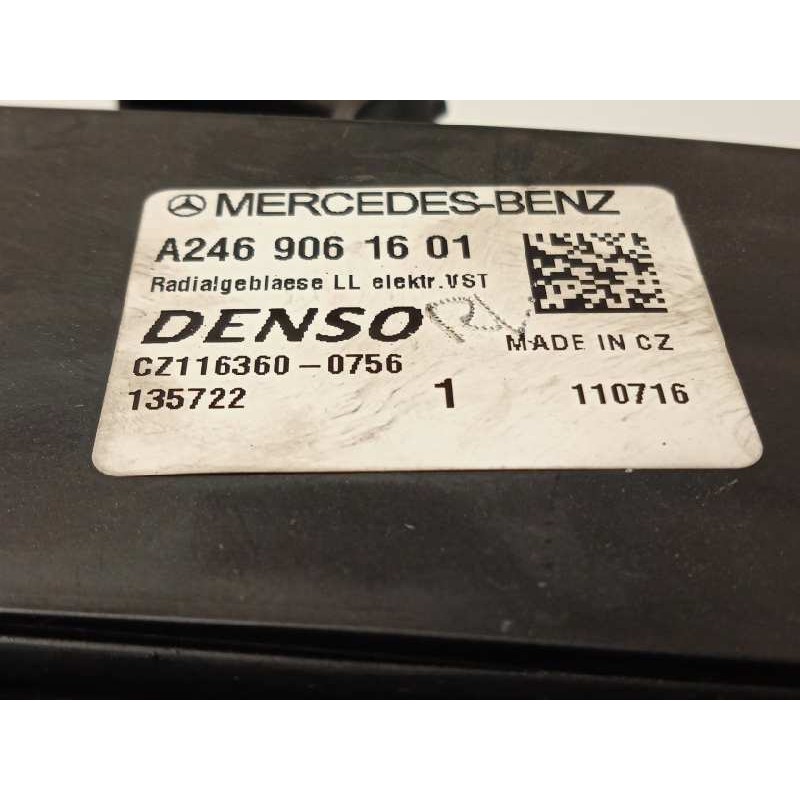 MERCEDES-BENZ
A246 906 16 01
Radialgeblaese LL elektr.VST
DENSO
MADE IN CZ
CZ116360-0756
135722 1 110716